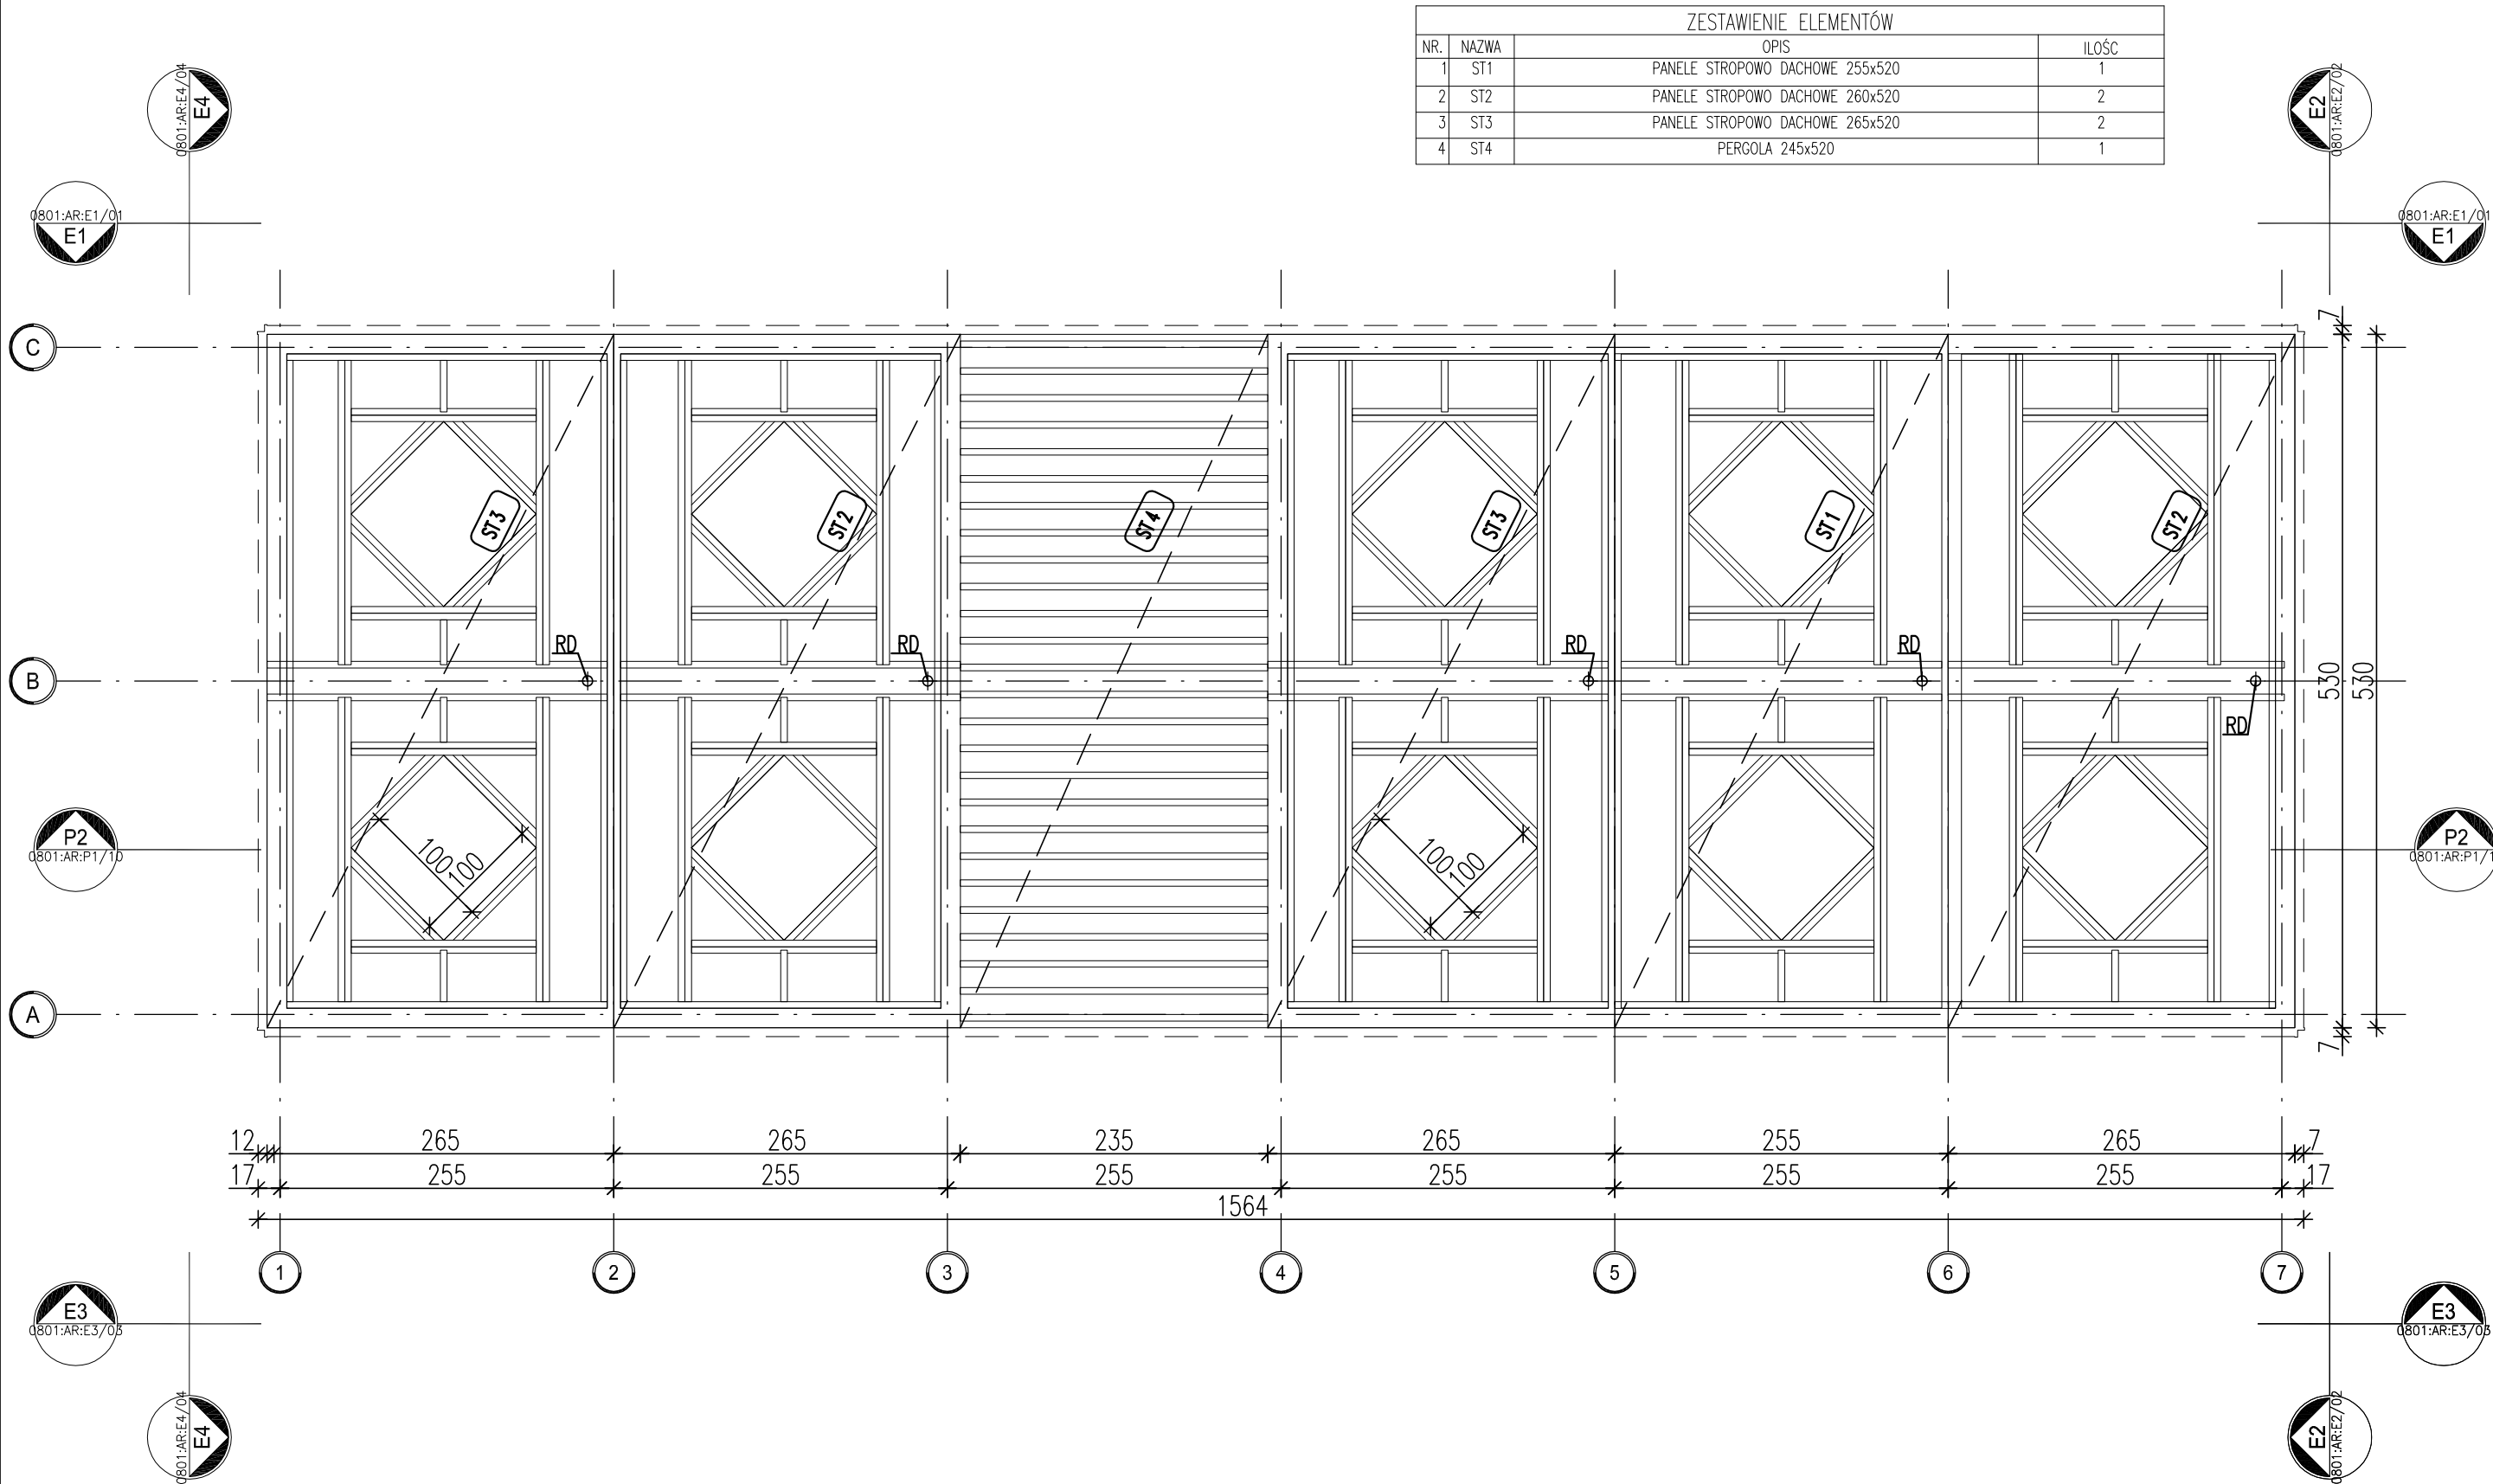 ZESTAWIENIE ELEMENTÓW
NR. NAZWA OPIS ILOŚC
1 ST1 PANELE STROPOWO DACHOWE 255x520 1
2 ST2 PANELE STROPOWO DACHOWE 260x520 2
3 ST3 PANELE STROPOWO DACHOWE 265x520 2
4 ST4 PERGOLA 245x520 1
0801:AR:E4/04
E4
E2
0801:AR:E2/02
0801:AR:E1/01
E1
0801:AR:E1/01
E1
7
C
ST3 ST2 ST4 ST3 ST1 ST2
RD RD RD RD
B
530 530
RD
P2
0801:AR:P1/10
100 100
100 100
P2
0801:AR:P1/1
A
7
12 265 265 235 265 255 265 7
17 255 255 255 255 255 255 17
1564
1 2 3 4 5 6 7
E3
0801:AR:E3/03
E3
0801:AR:E3/03
0801:AR:E4/04
E4
E2
0801:AR:E2/02